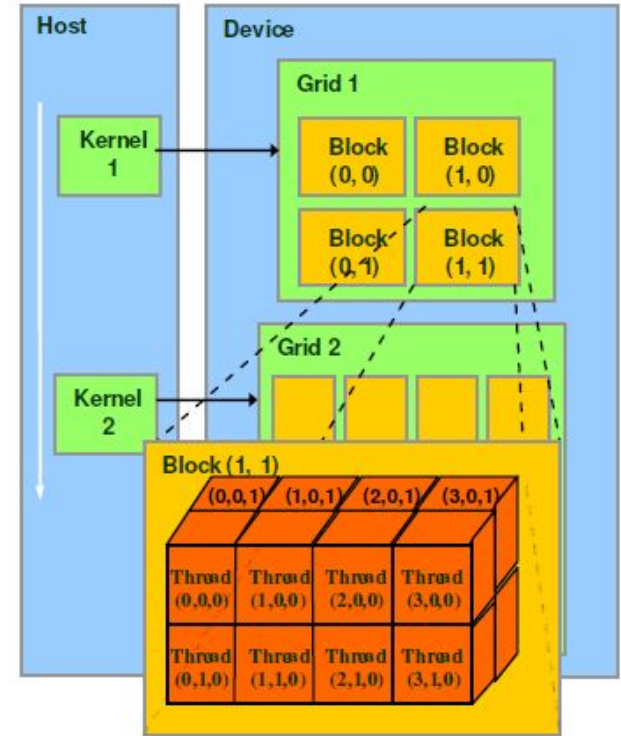 Host
Device
Grid 1
Kernel
1
Block
(0, 0)
Block
(1, 0)
Block
(0, 1)
Block
(1, 1)
Grid 2
Kernel
2
Block (1, 1)
(0,0,1) (1,0,1) (2,0,1) (3,0,1)
Thread
(0,0,0)
Thread
(1,0,0)
Thread
(2,0,0)
Thread
(3,0,0)
Thread
(0,1,0)
Thread
(1,1,0)
Thread
(2,1,0)
Thread
(3,1,0)